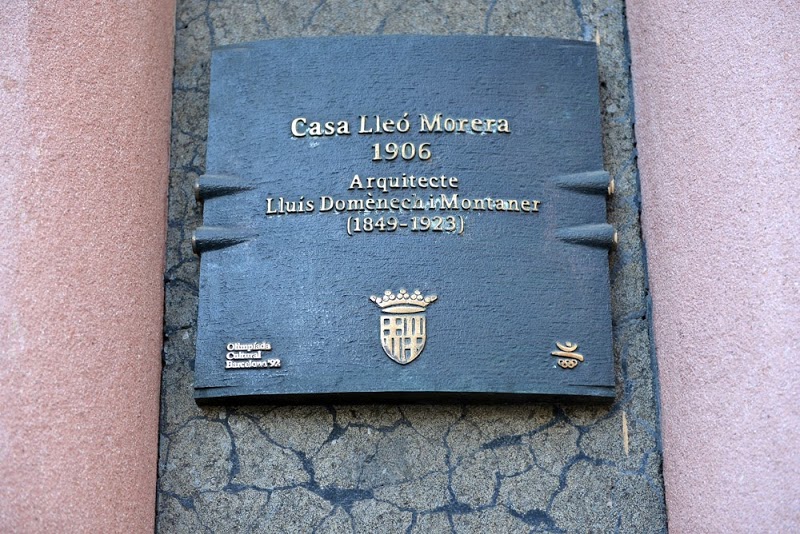 Casa Lleó Morera
1906
Arquitecte
Lluís Domènech i Montaner
(1849-1923)
Olimpíada
Cultural
Barcelona '92